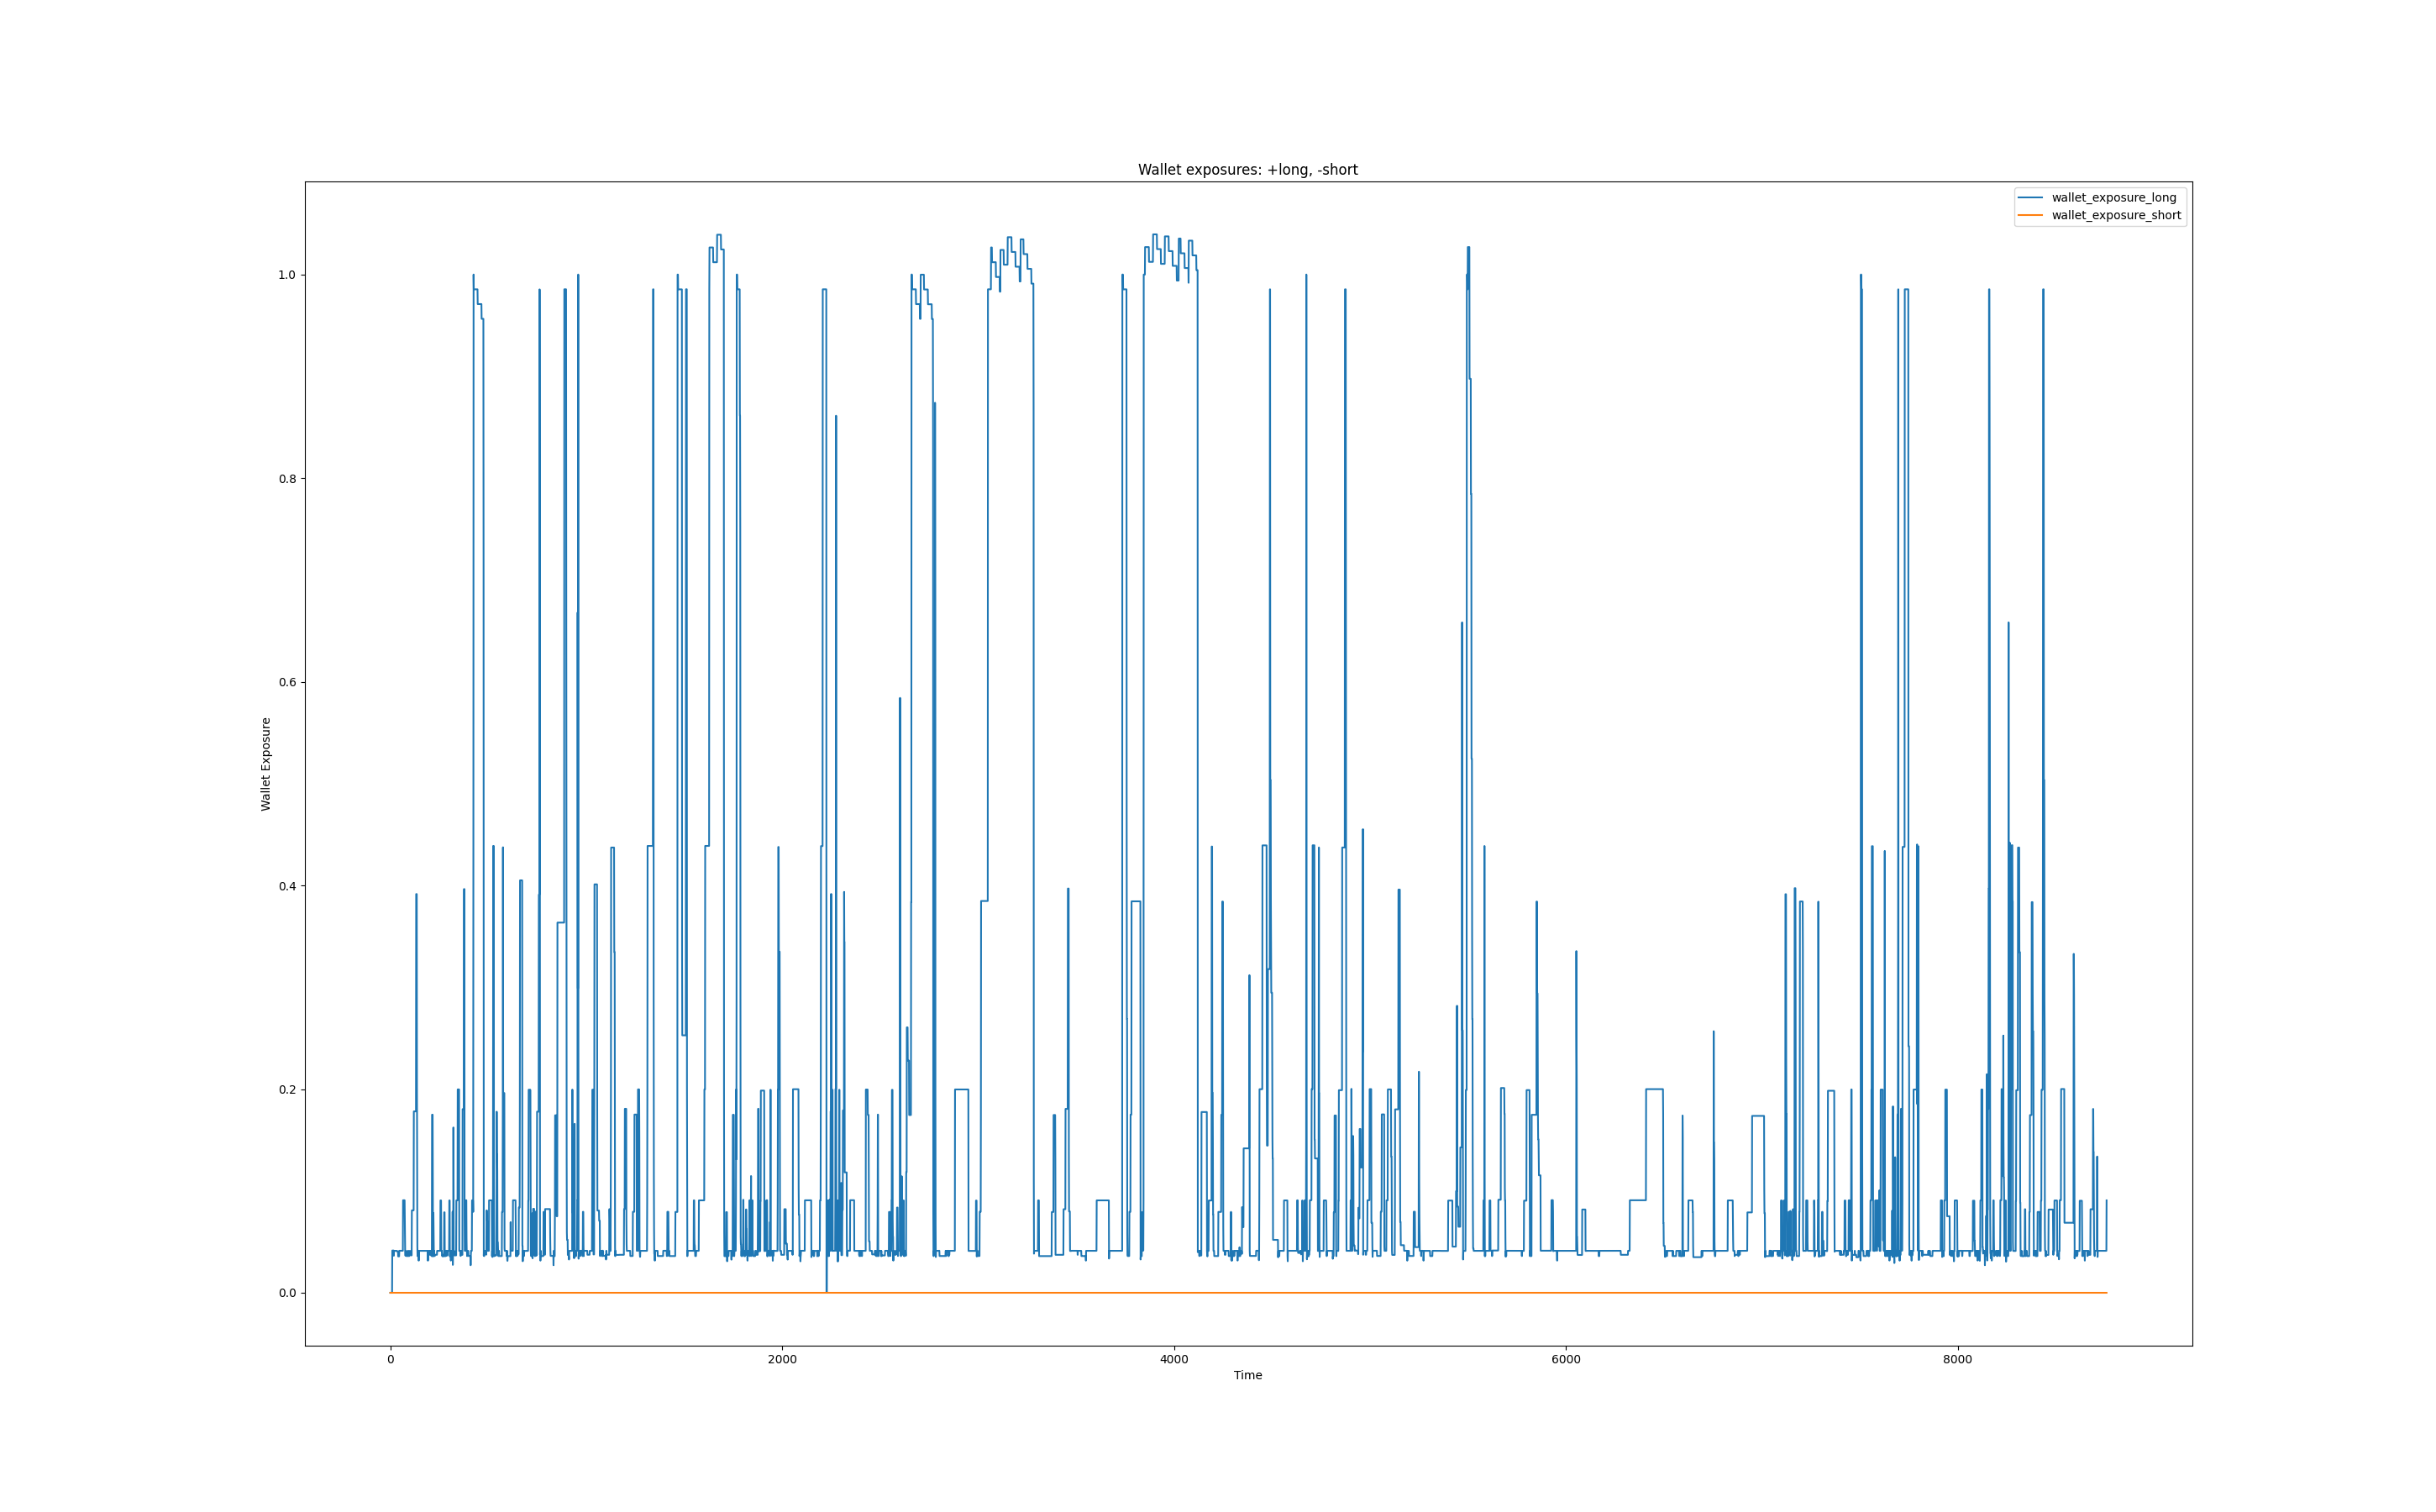 Wallet exposures: +long, -short
wallet_exposure_long
wallet_exposure_short
1.0
0.8
0.6
0.4
0.2
0.0
Wallet Exposure
0 2000 4000 6000 8000
Time